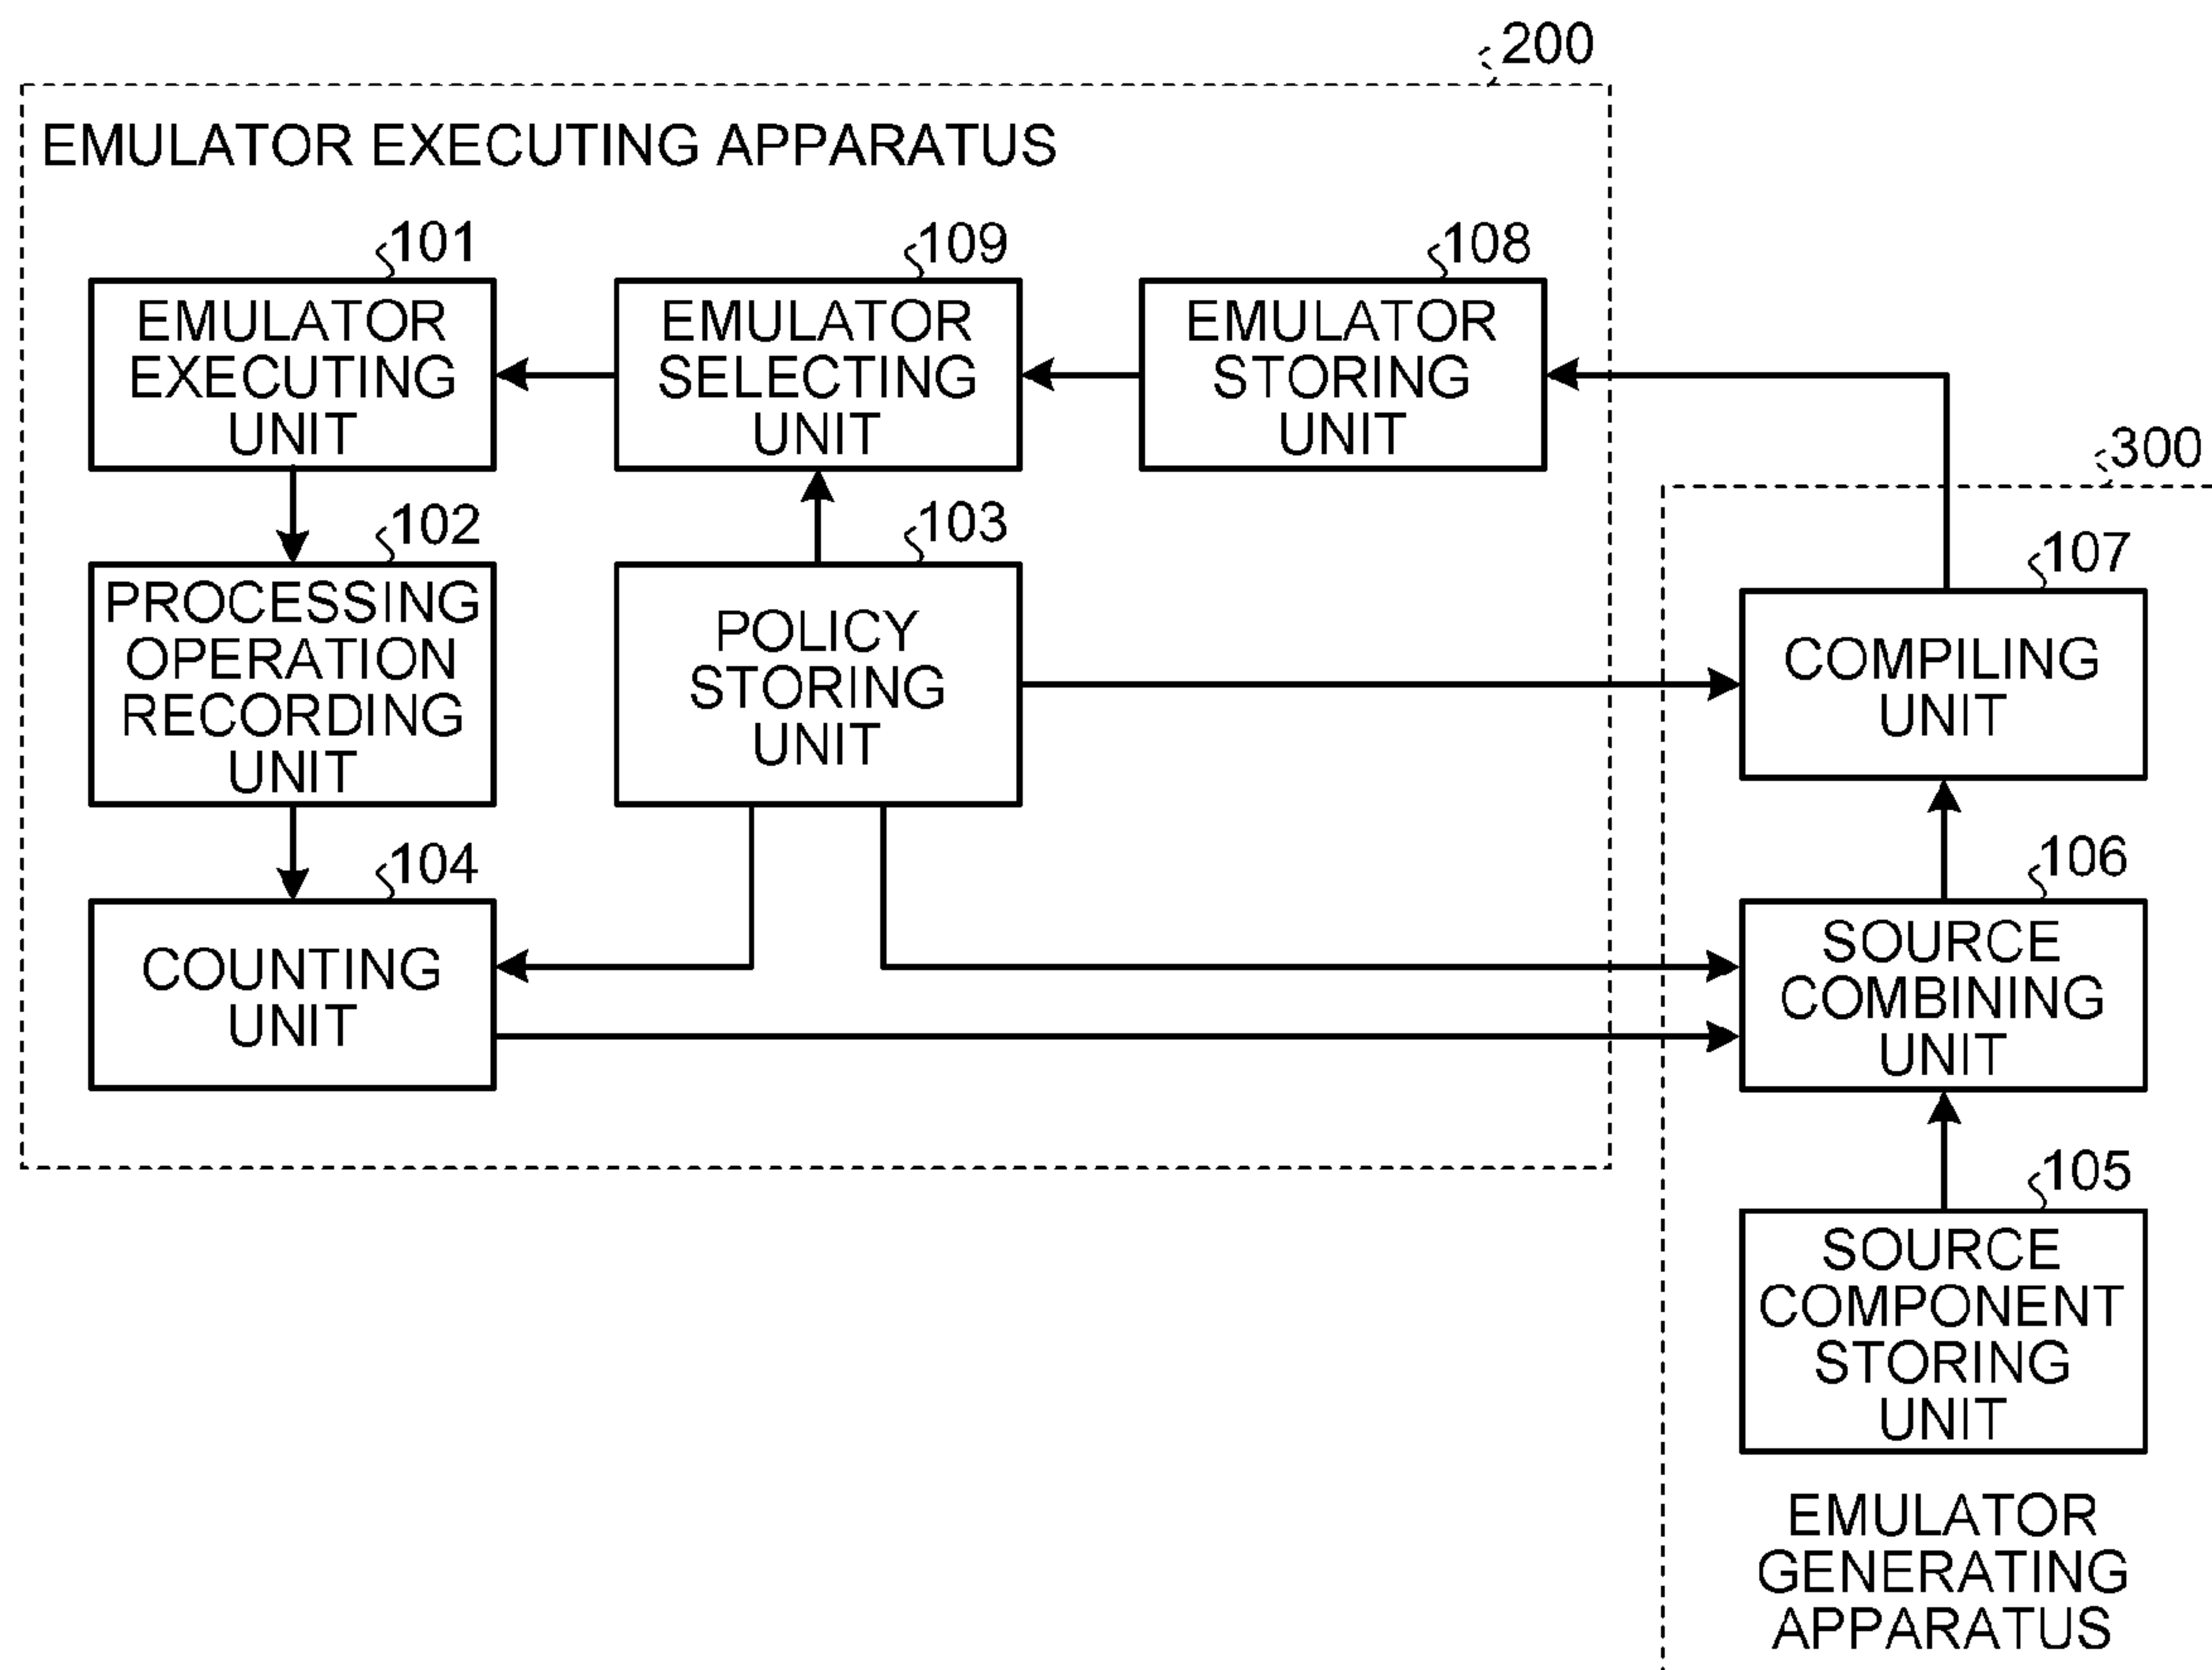 200
EMULATOR EXECUTING APPARATUS
101
EMULATOR
EXECUTING
UNIT
109
EMULATOR
SELECTING
UNIT
108
EMULATOR
STORING
UNIT
300
102
PROCESSING
OPERATION
RECORDING
UNIT
103
POLICY
STORING
UNIT
107
COMPILING
UNIT
104
COUNTING
UNIT
106
SOURCE
COMBINING
UNIT
105
SOURCE
COMPONENT
STORING
UNIT
EMULATOR
GENERATING
APPARATUS